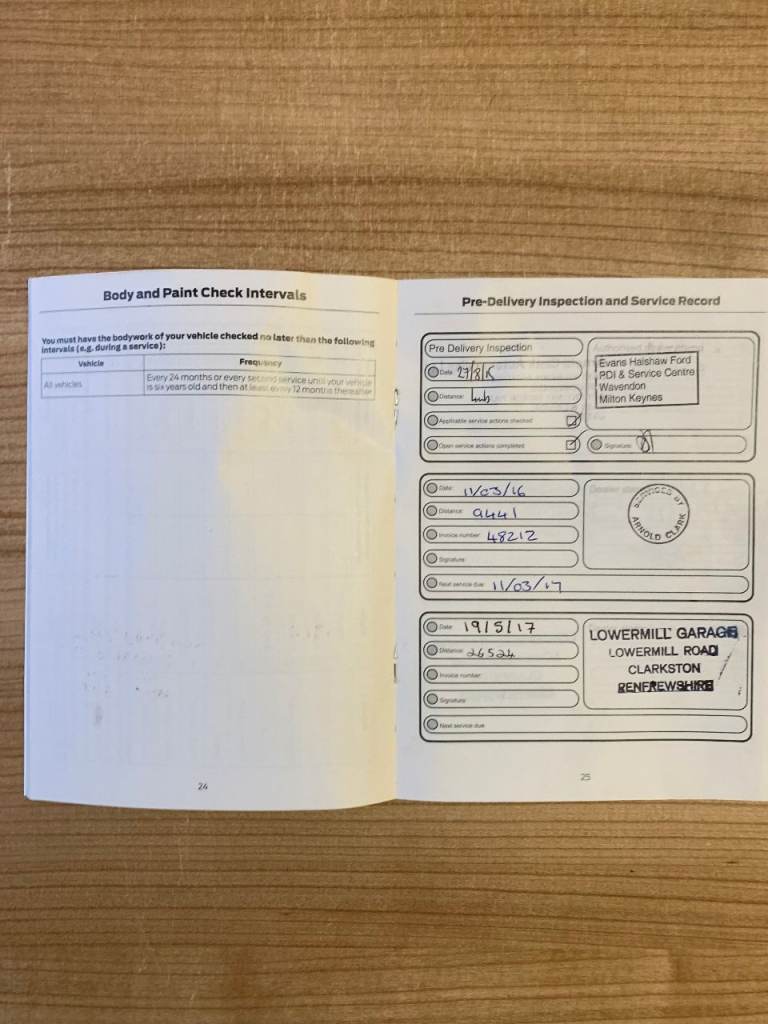 Body and Paint Check Intervals
You must have the bodywork of your vehicle checked no later than the following
intervals (e.g. during a service):
Vehicle Frequency
All vehicles Every 24 months or every second service until your vehicle
is six years old and then at least every 12 months thereafter
24
Pre-Delivery Inspection and Service Record
Pre Delivery Inspection
Date: 27/8/
Distance:
Applicable service actions checked
Open service actions completed
Evans Halshaw Ford
PDI & Service Centre
Wavendon
Milton Keynes
Signature:
Date: 11/03/16
Distance: 9441
Invoice number: 48212
Signature:
Next service due: 11/03/17
SERVICED BY
ARNOLD CLARK
Date: 19/5/17
Distance: 26524
Invoice number:
Signature:
Next service due:
LOWERMILL GARAGE
LOWERMILL ROAD
CLARKSTON
RENFREWSHIRE
25